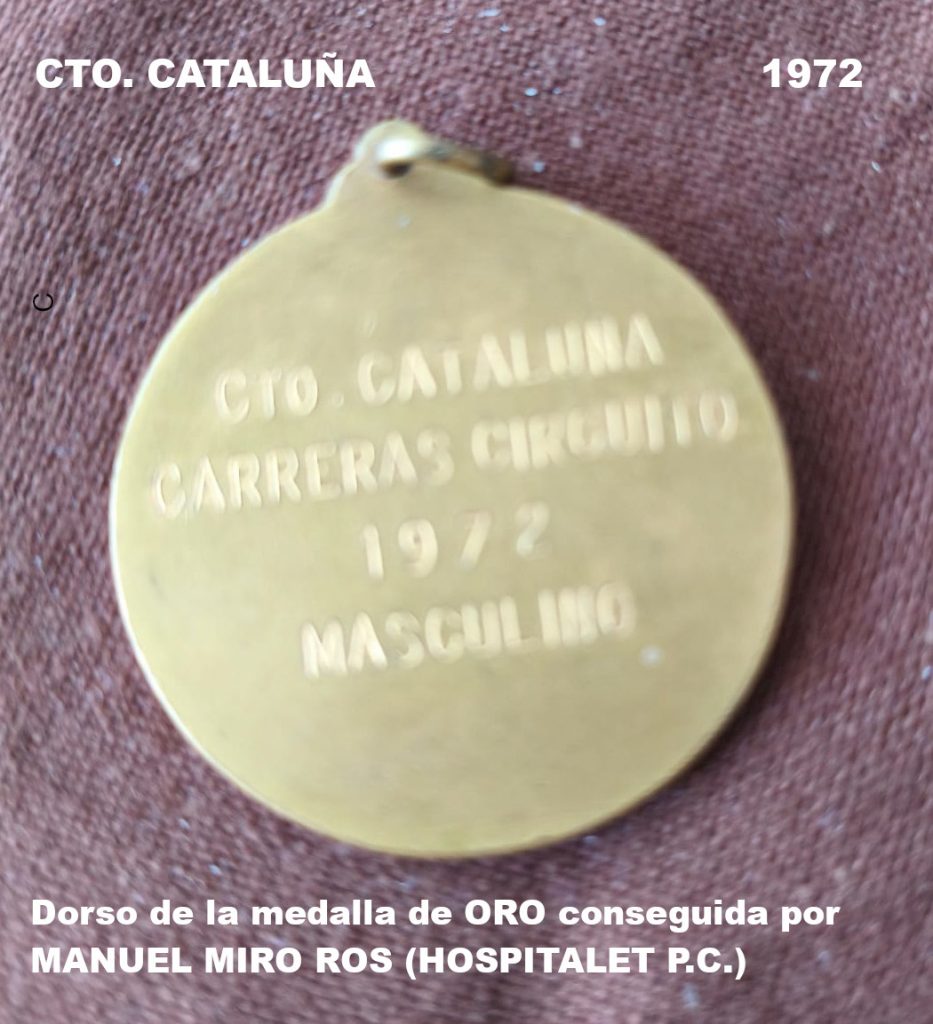 CTO. CATALUÑA 1972
C
CTO. CATALUNA
CARRERAS CIRCUITO
1972
MASCULINO
Dorso de la medalla de ORO conseguida por
MANUEL MIRO ROS (HOSPITALET P.C.)